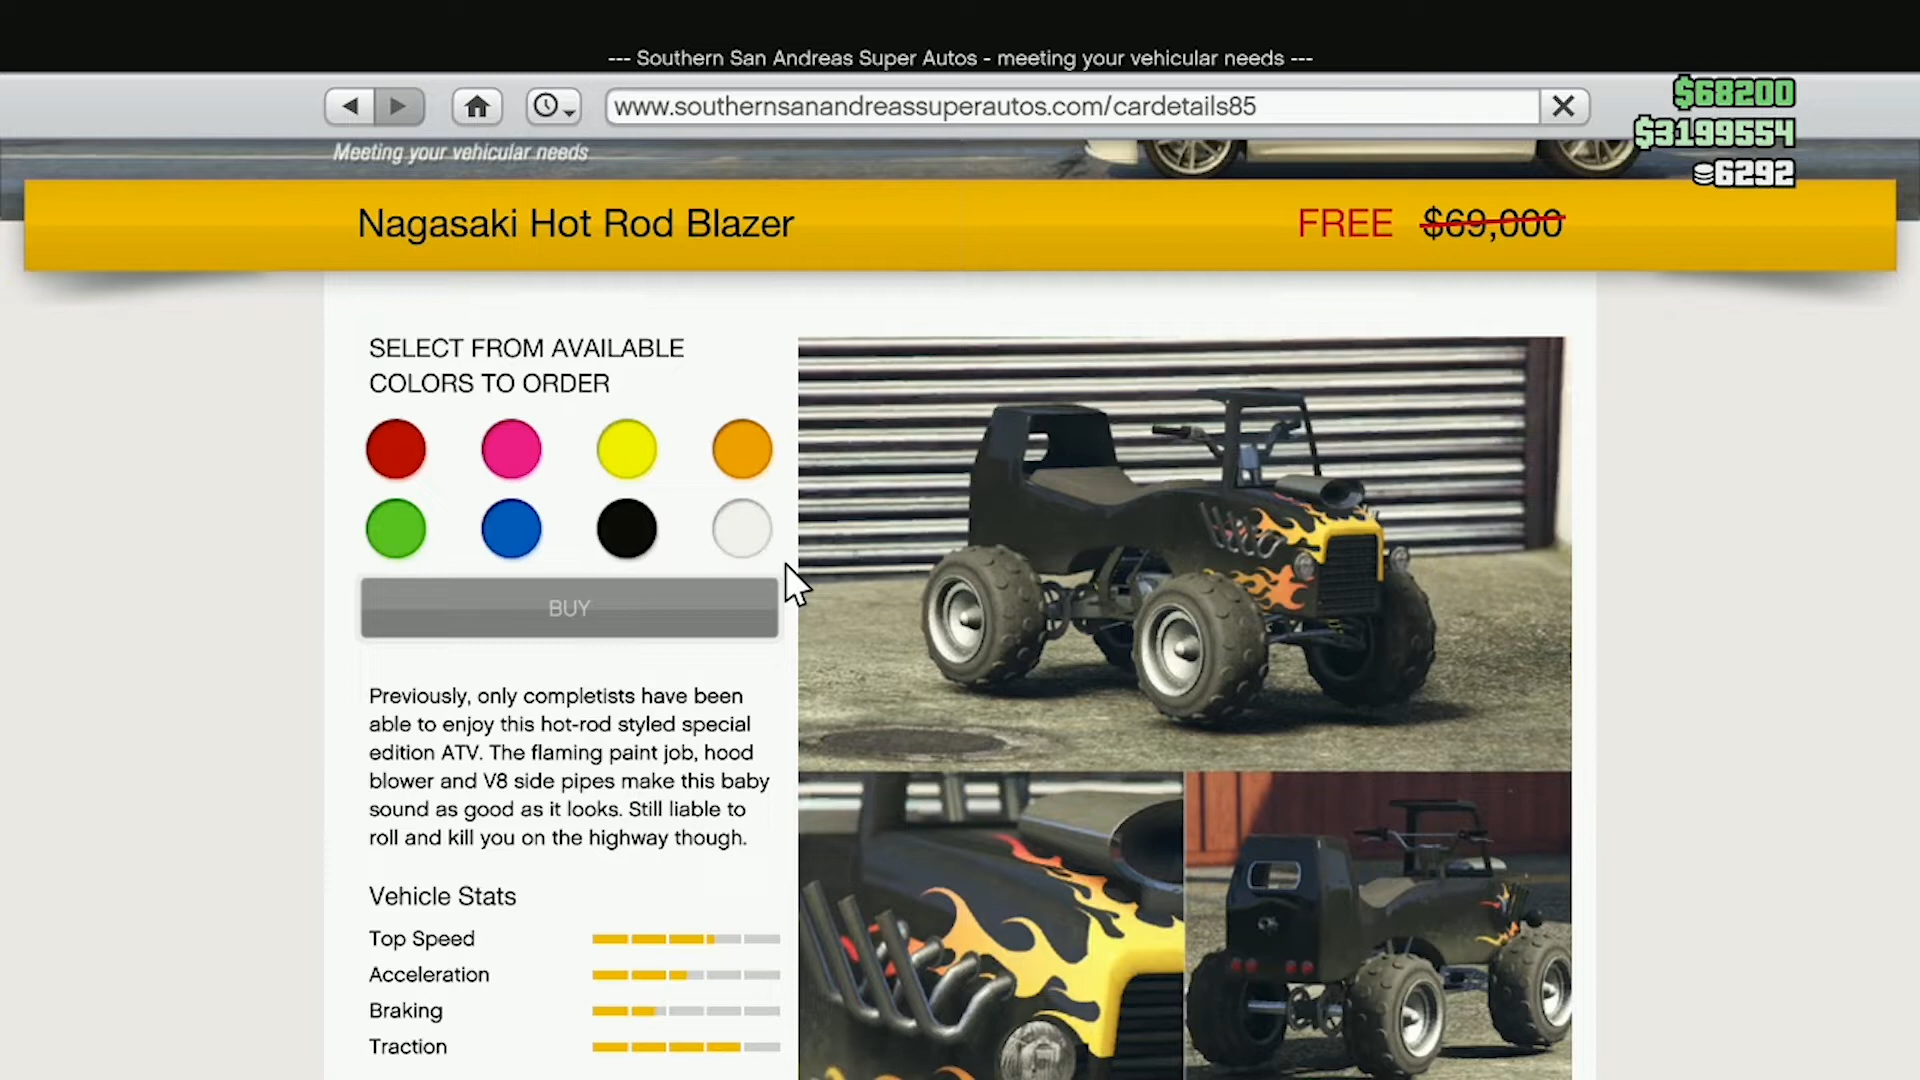 --- Southern San Andreas Super Autos - meeting your vehicular needs ---
www.southernsanandreassuperautos.com/cardetails85
$68200
$3199554
6292
Meeting your vehicular needs
Nagasaki Hot Rod Blazer
FREE $69,000
SELECT FROM AVAILABLE
COLORS TO ORDER
BUY
Previously, only completists have been
able to enjoy this hot-rod styled special
edition ATV. The flaming paint job, hood
blower and V8 side pipes make this baby
sound as good as it looks. Still liable to
roll and kill you on the highway though.
Vehicle Stats
Top Speed
Acceleration
Braking
Traction